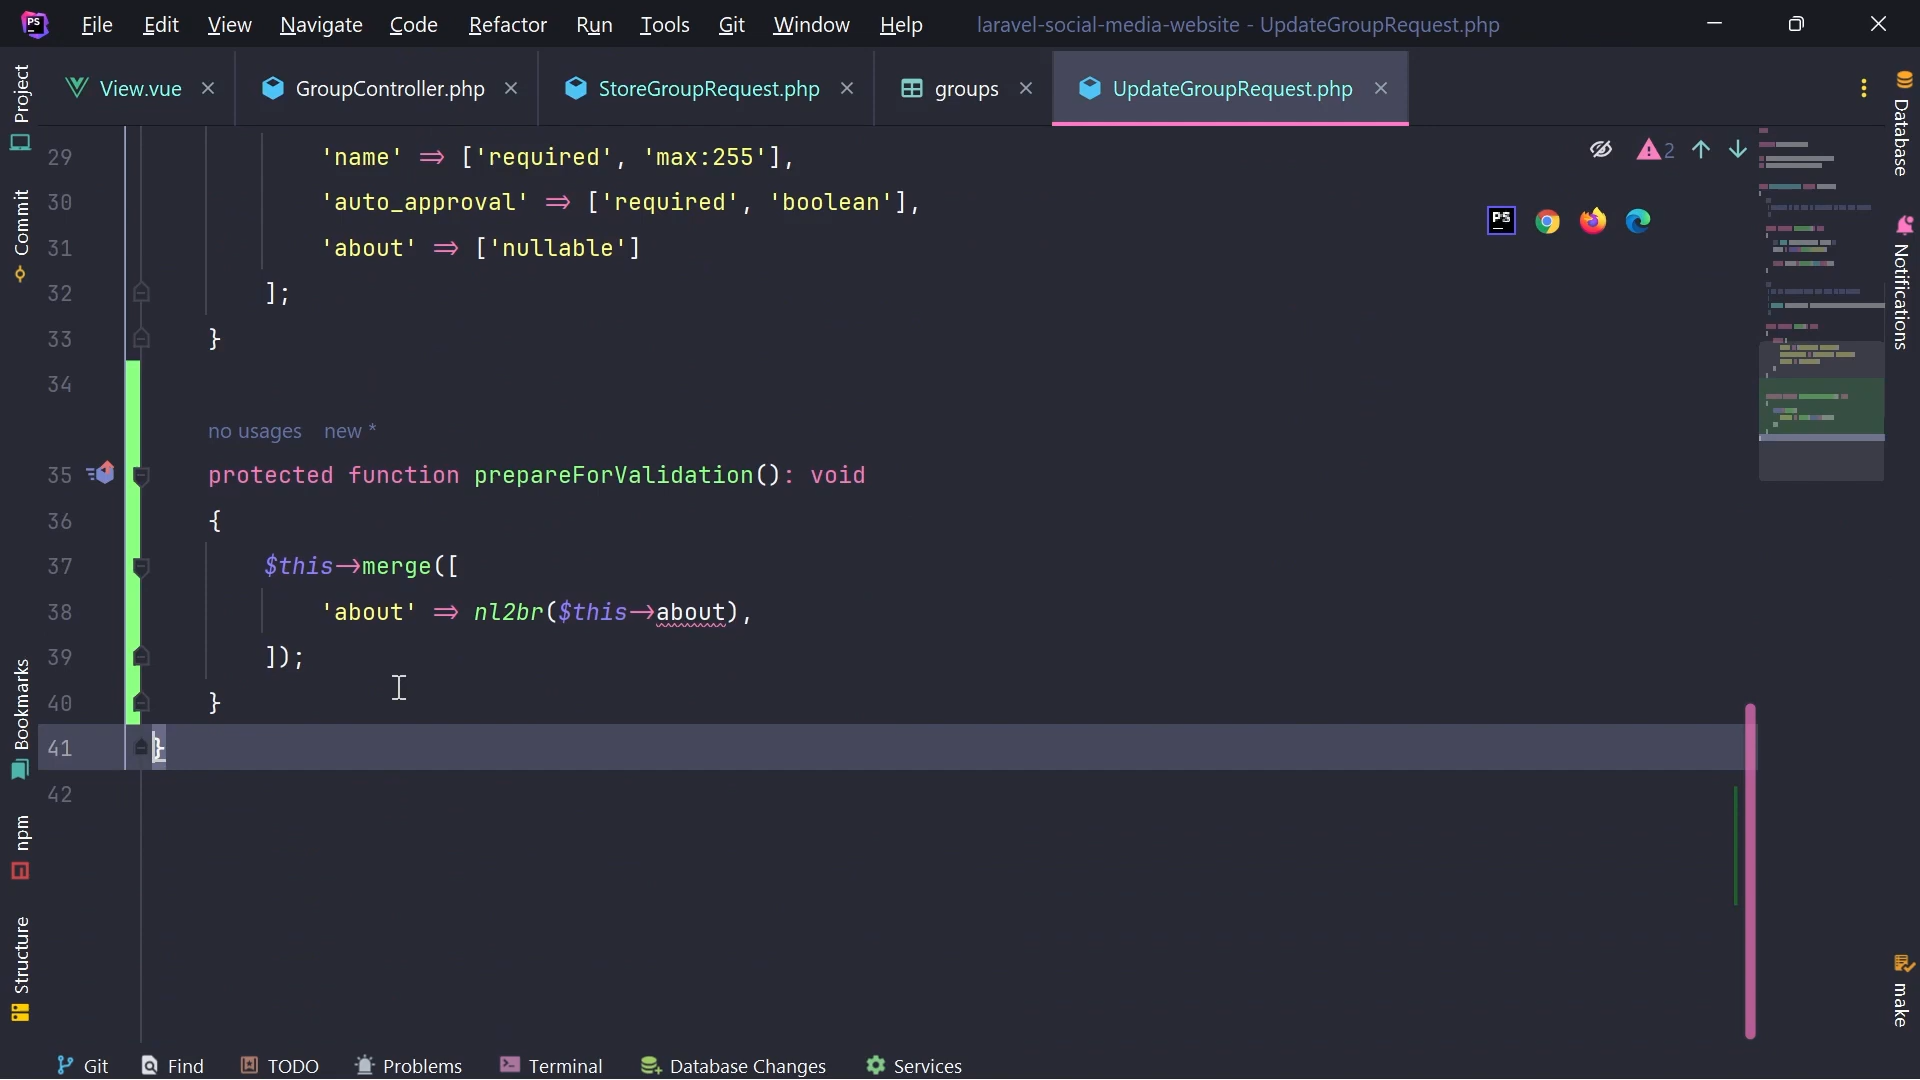 PS File Edit View Navigate Code Refactor Run Tools Git Window Help laravel-social-media-website - UpdateGroupRequest.php
View.vue GroupController.php StoreGroupRequest.php groups UpdateGroupRequest.php
Project
Commit
Bookmarks
npm
Structure
29 'name' => ['required', 'max:255'],
30 'auto_approval' => ['required', 'boolean'],
31 'about' => ['nullable']
32 ];
33 }
34
no usages new *
35 protected function prepareForValidation(): void
36 {
37 $this->merge([
38 'about' => nl2br($this->about),
39 ]);
40 }
41 }
42
2
PS
Database
Notifications
make
Git Find TODO Problems Terminal Database Changes Services